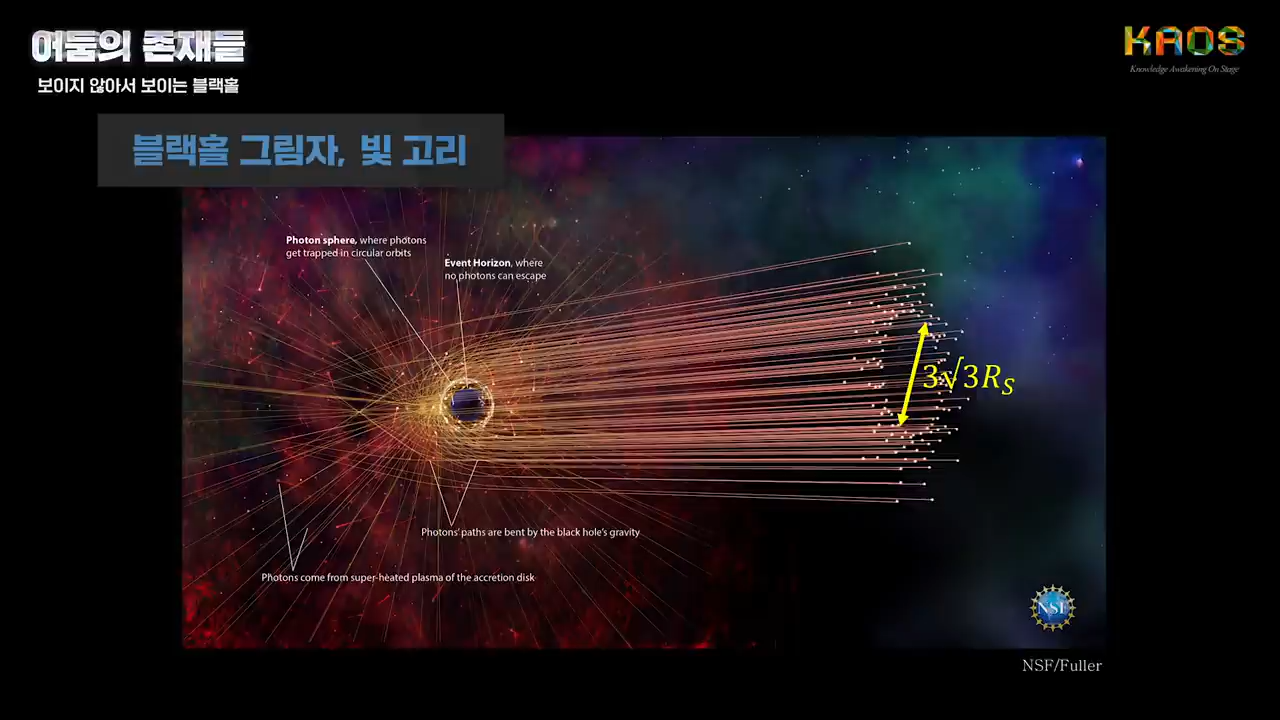 어둠의 존재들
보이지 않아서 보이는 블랙홀
KAOS
Knowledge Awakening On Stage
블랙홀 그림자, 빛 고리
Photon sphere, where photons
get trapped in circular orbits
Event Horizon, where
no photons can escape
3√3R_S
Photons' paths are bent by the black hole's gravity
Photons come from super-heated plasma of the accretion disk
NSF
NSF/Fuller